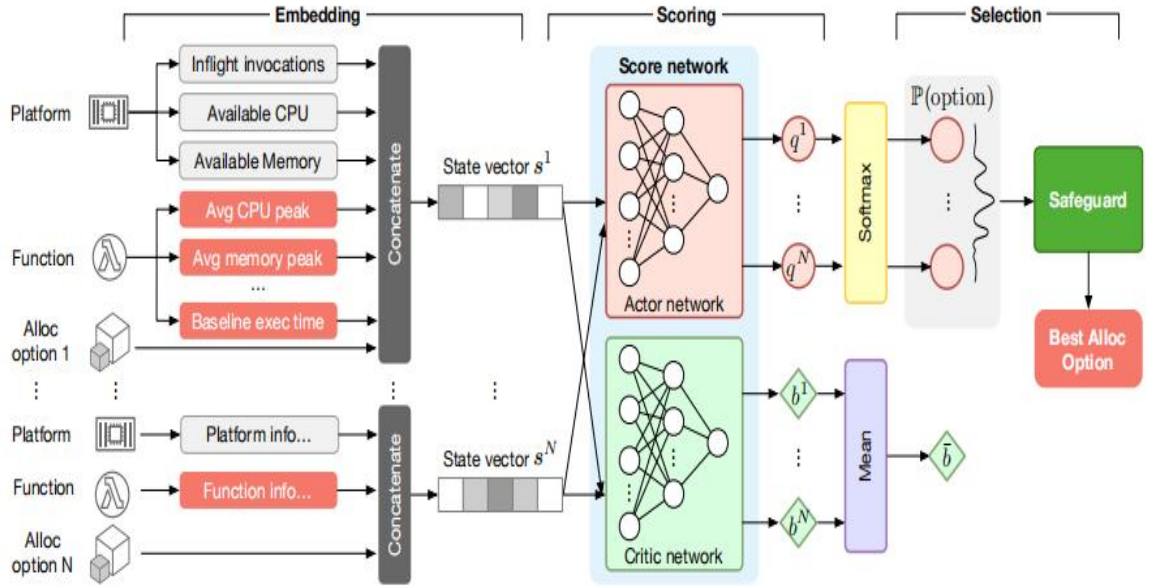 Embedding
Scoring
Selection
Platform
Inflight invocations
Available CPU
Available Memory
Function
Avg CPU peak
Avg memory peak
...
Baseline exec time
Alloc
option 1
Concatenate
State vector s¹
Score network
Actor network
q¹
⋮
qᴺ
Softmax
ℙ(option)
⋮
Safeguard
Best Alloc
Option
⋮
⋮
⋮
⋮
Platform
Platform info...
Function
Function info...
Alloc
option N
Concatenate
State vector sᴺ
Critic network
b¹
⋮
bᴺ
Mean
b̄